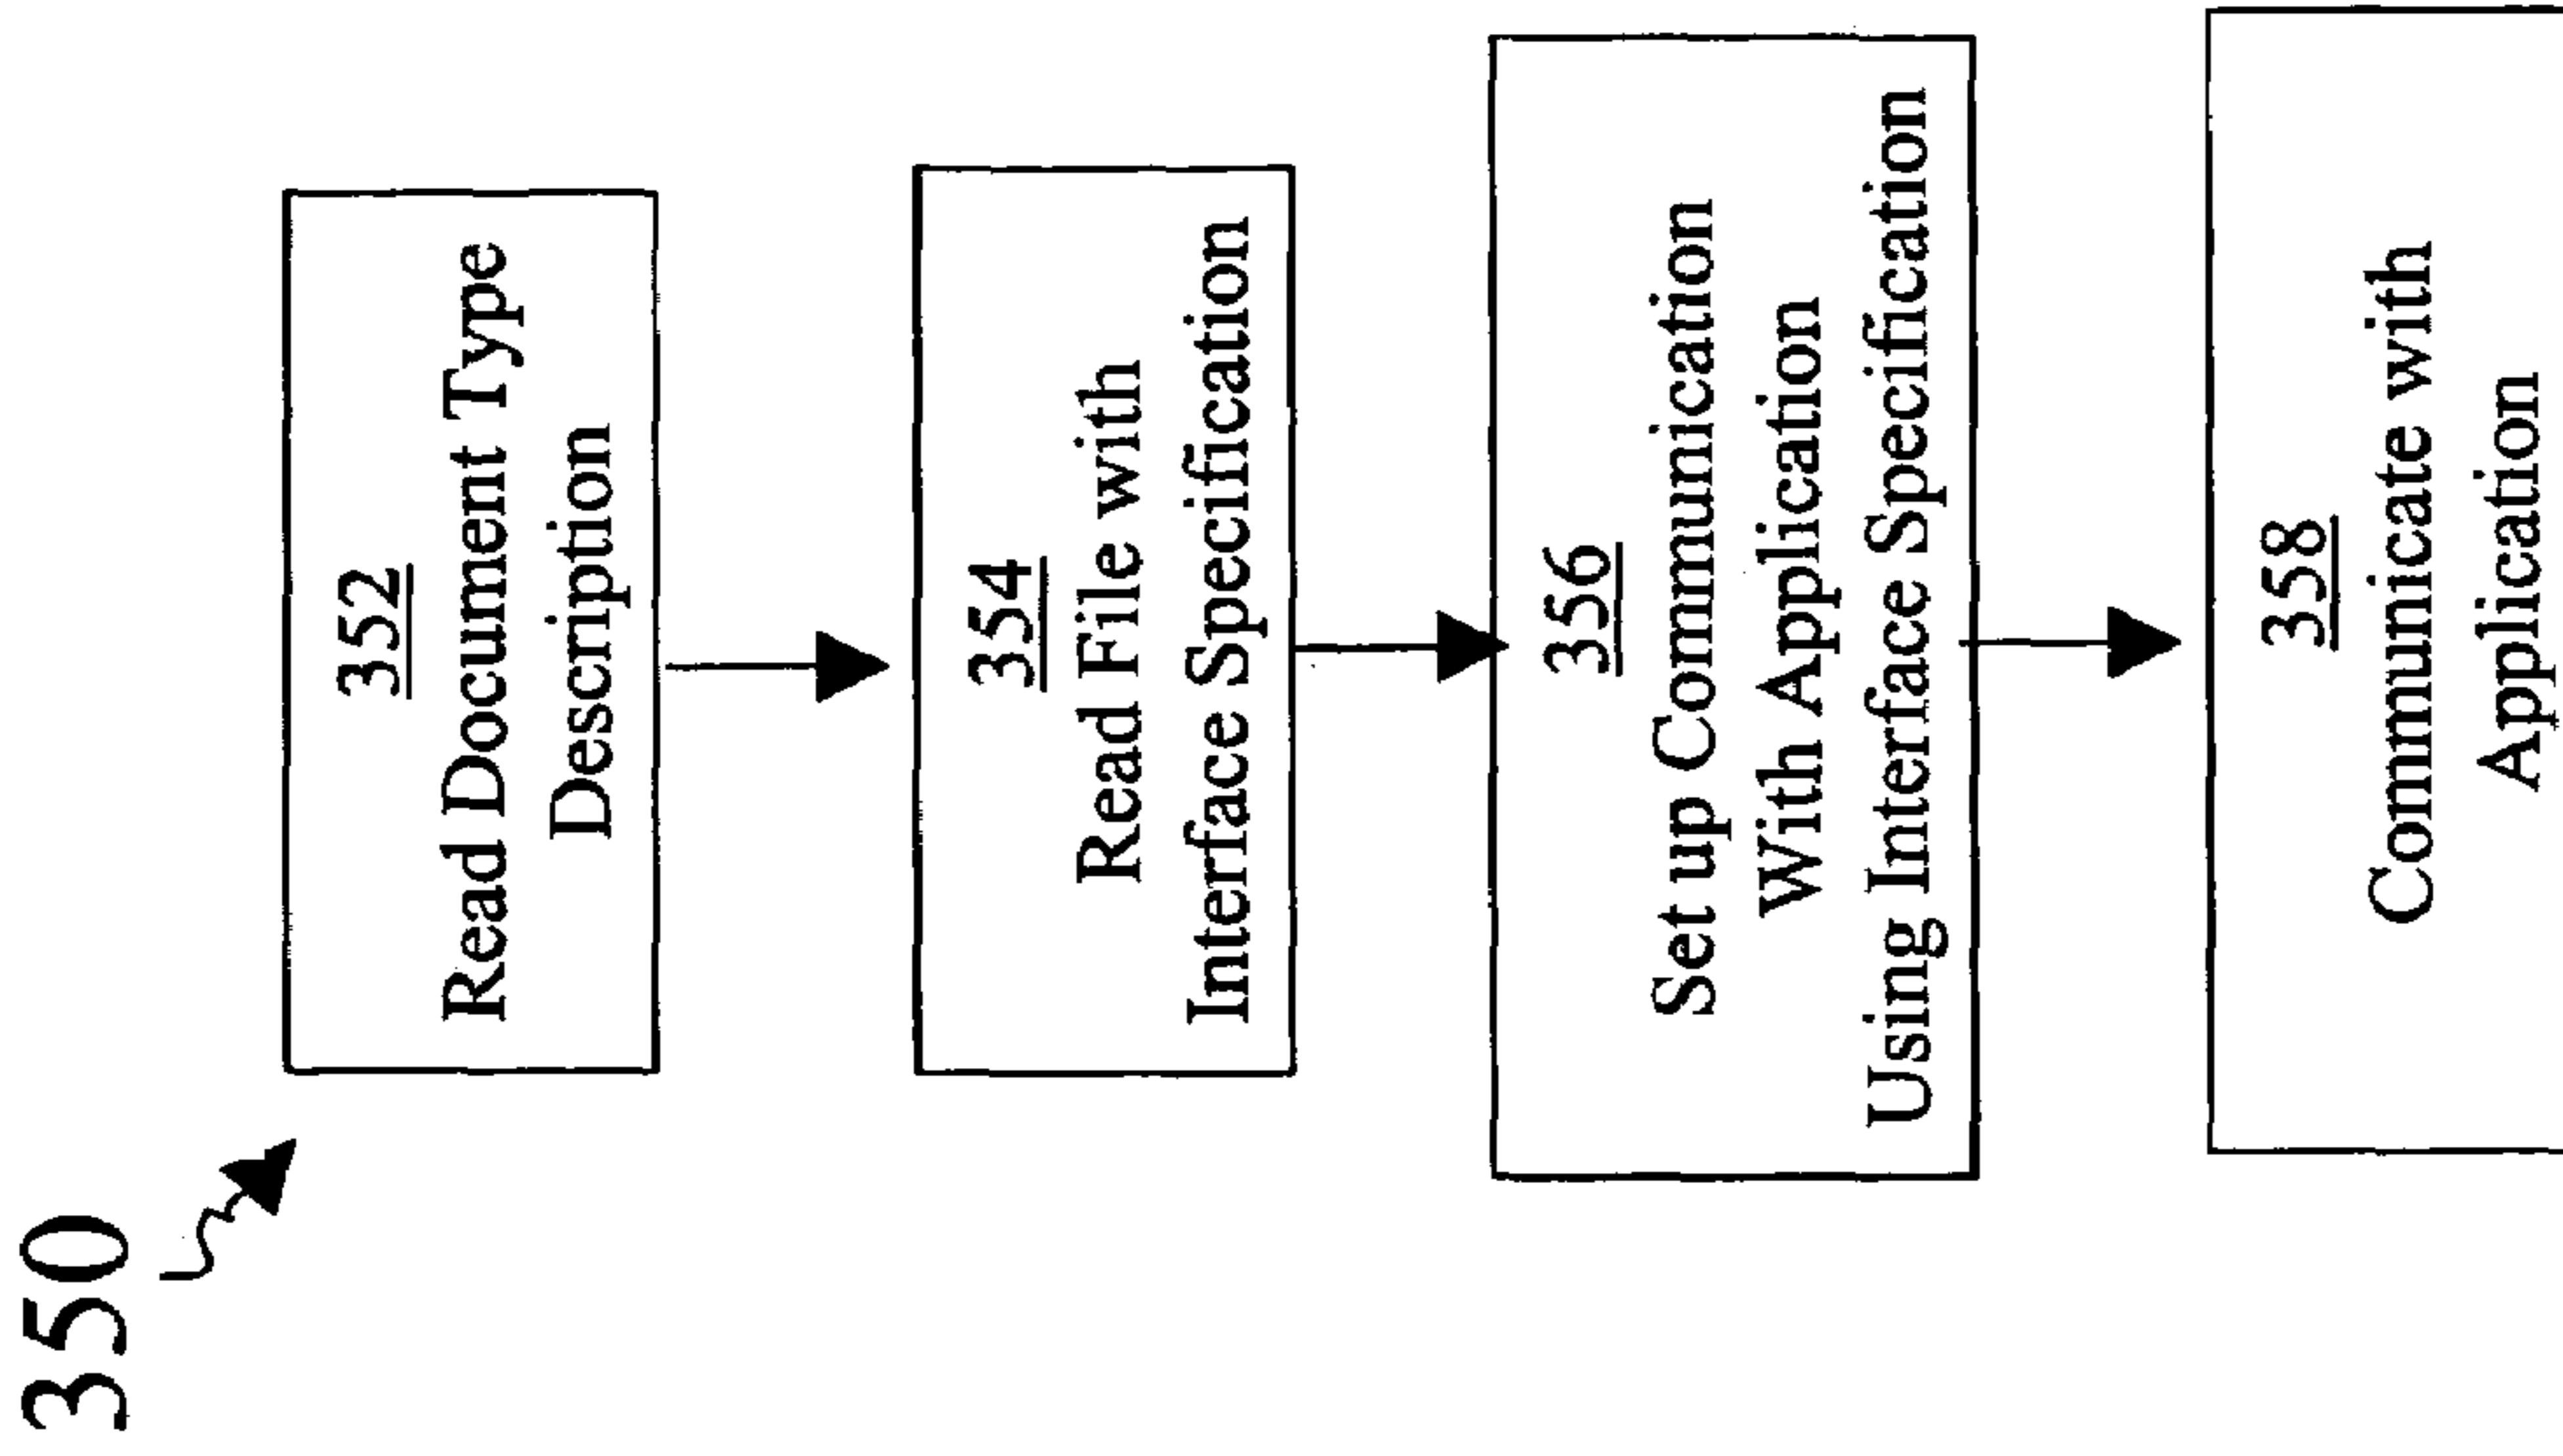 350
352
Read Document Type
Description
354
Read File with
Interface Specification
356
Set up Communication
With Application
Using Interface Specification
358
Communicate with
Application